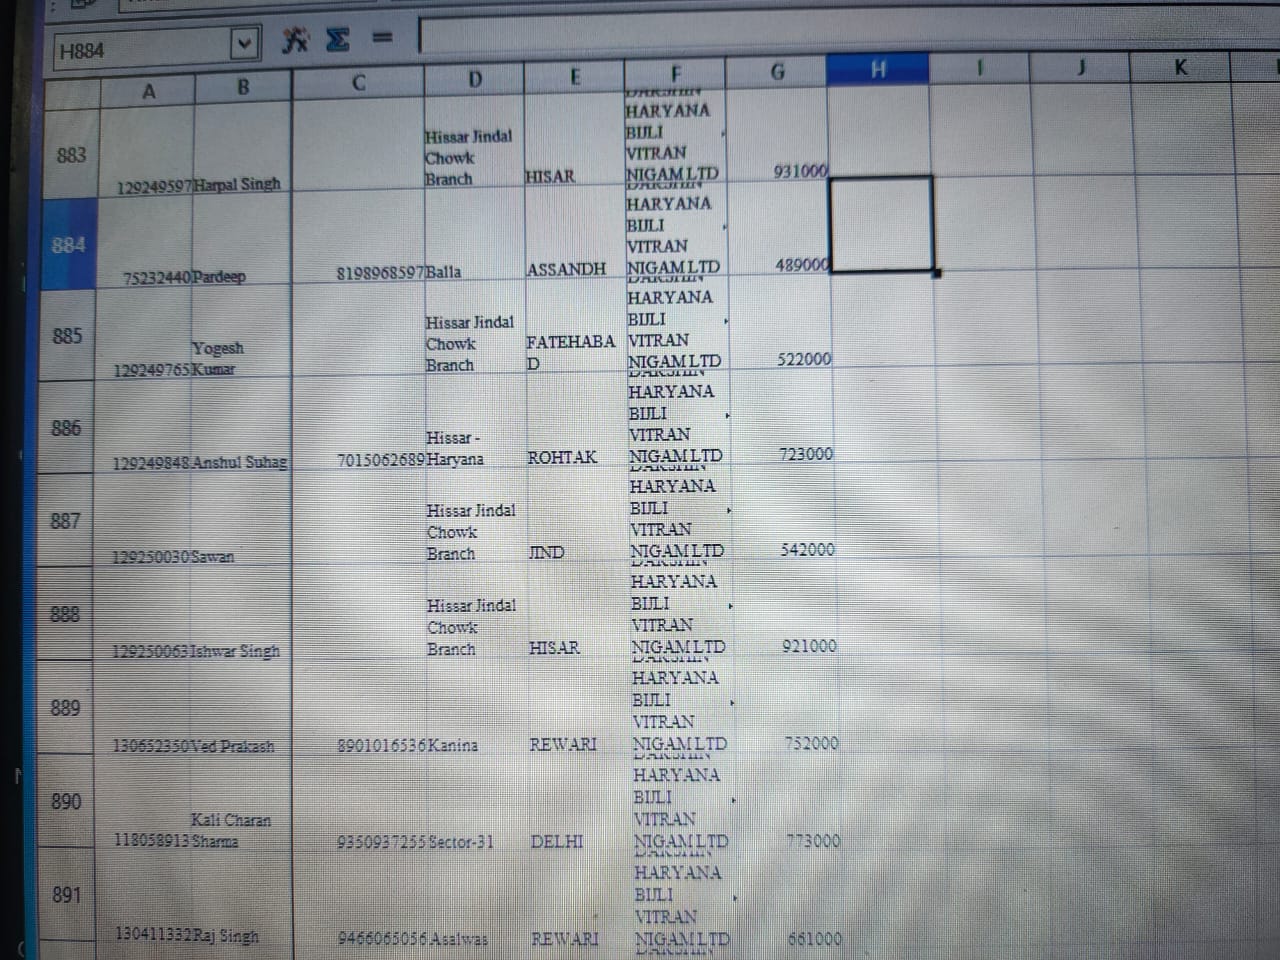 H884
A B C D E F G H I J K
883 129249597 Harpal Singh Hissar Jindal Chowk Branch HISAR HARYANA BIJLI VITRAN NIGAM LTD 931000
884 75232440 Pardeep 8198968597 Balla ASSANDH HARYANA BIJLI VITRAN NIGAM LTD 489000
885 129249765 Yogesh Kumar Hissar Jindal Chowk Branch FATEHABAD HARYANA BIJLI VITRAN NIGAM LTD 522000
886 129249848 Anshul Suhag 7015062689 Hissar - Haryana ROHTAK HARYANA BIJLI VITRAN NIGAM LTD 723000
887 129250030 Sawan Hissar Jindal Chowk Branch JIND HARYANA BIJLI VITRAN NIGAM LTD 542000
888 129250063 Ishwar Singh Hissar Jindal Chowk Branch HISAR HARYANA BIJLI VITRAN NIGAM LTD 921000
889 130652350 Ved Prakash 8901016536 Kanina REWARI HARYANA BIJLI VITRAN NIGAM LTD 752000
890 118058913 Kali Charan Sharma 9350937255 Sector-31 DELHI HARYANA BIJLI VITRAN NIGAM LTD 773000
891 130411332 Raj Singh 9466065056 Asalwas REWARI HARYANA BIJLI VITRAN NIGAM LTD 661000